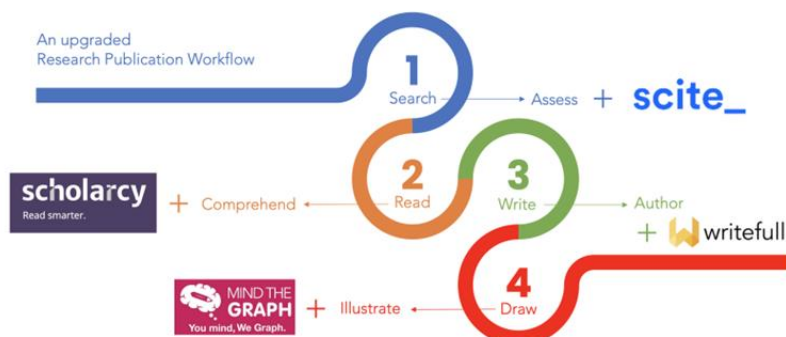 An upgraded
Research Publication Workflow
1
Search
Assess + scite_
scholarcy
Read smarter.
+ Comprehend
2
Read
3
Write
Author
+ writefull
MIND THE
GRAPH
You mind, We Graph.
+ Illustrate
4
Draw